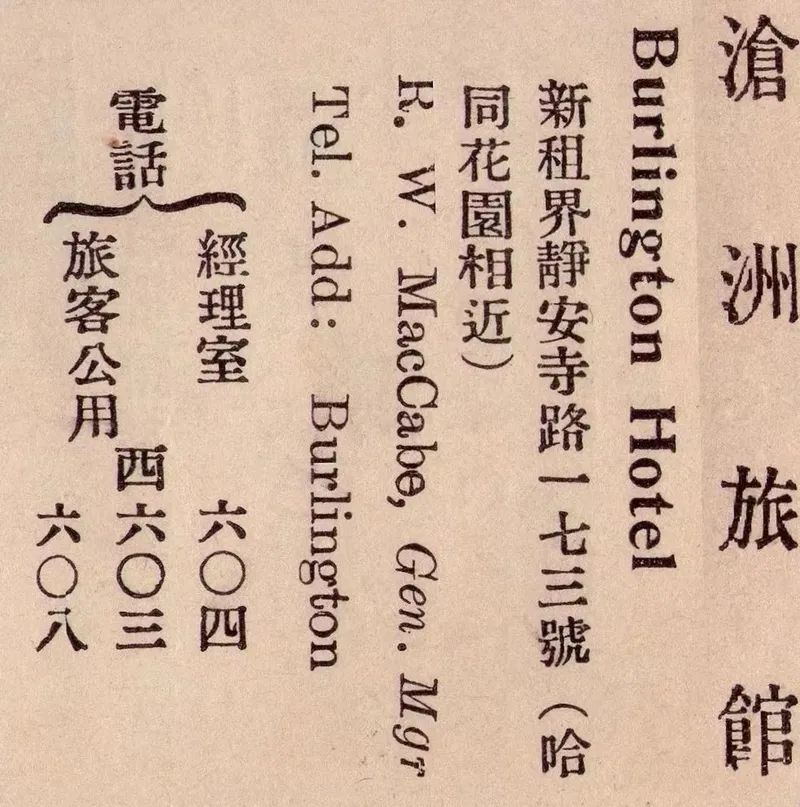 滄洲旅館
Burlington Hotel
新租界靜安寺路一七三號（哈
同花園相近）
R. W. MacCabe, Gen. Mgr
Tel. Add: Burlington
電話
經理室 六〇四
旅客公用 西六〇三
六〇八